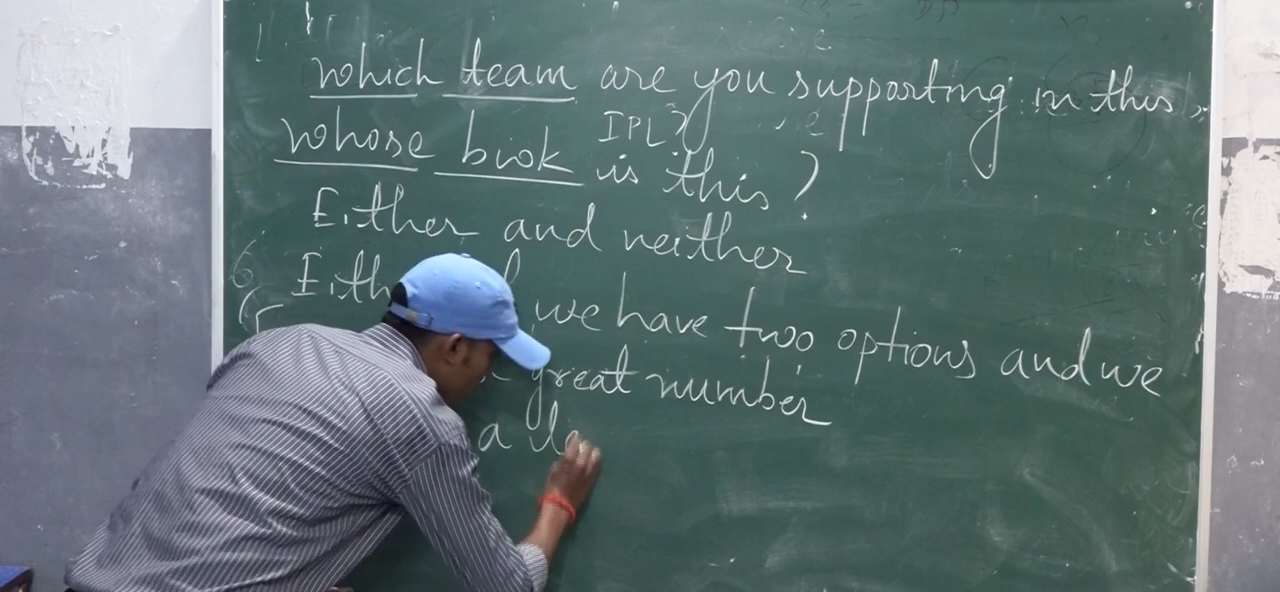 which team are you supporting in this
IPL?
whose book is this?
Either and neither
we have two options and we
great number
a